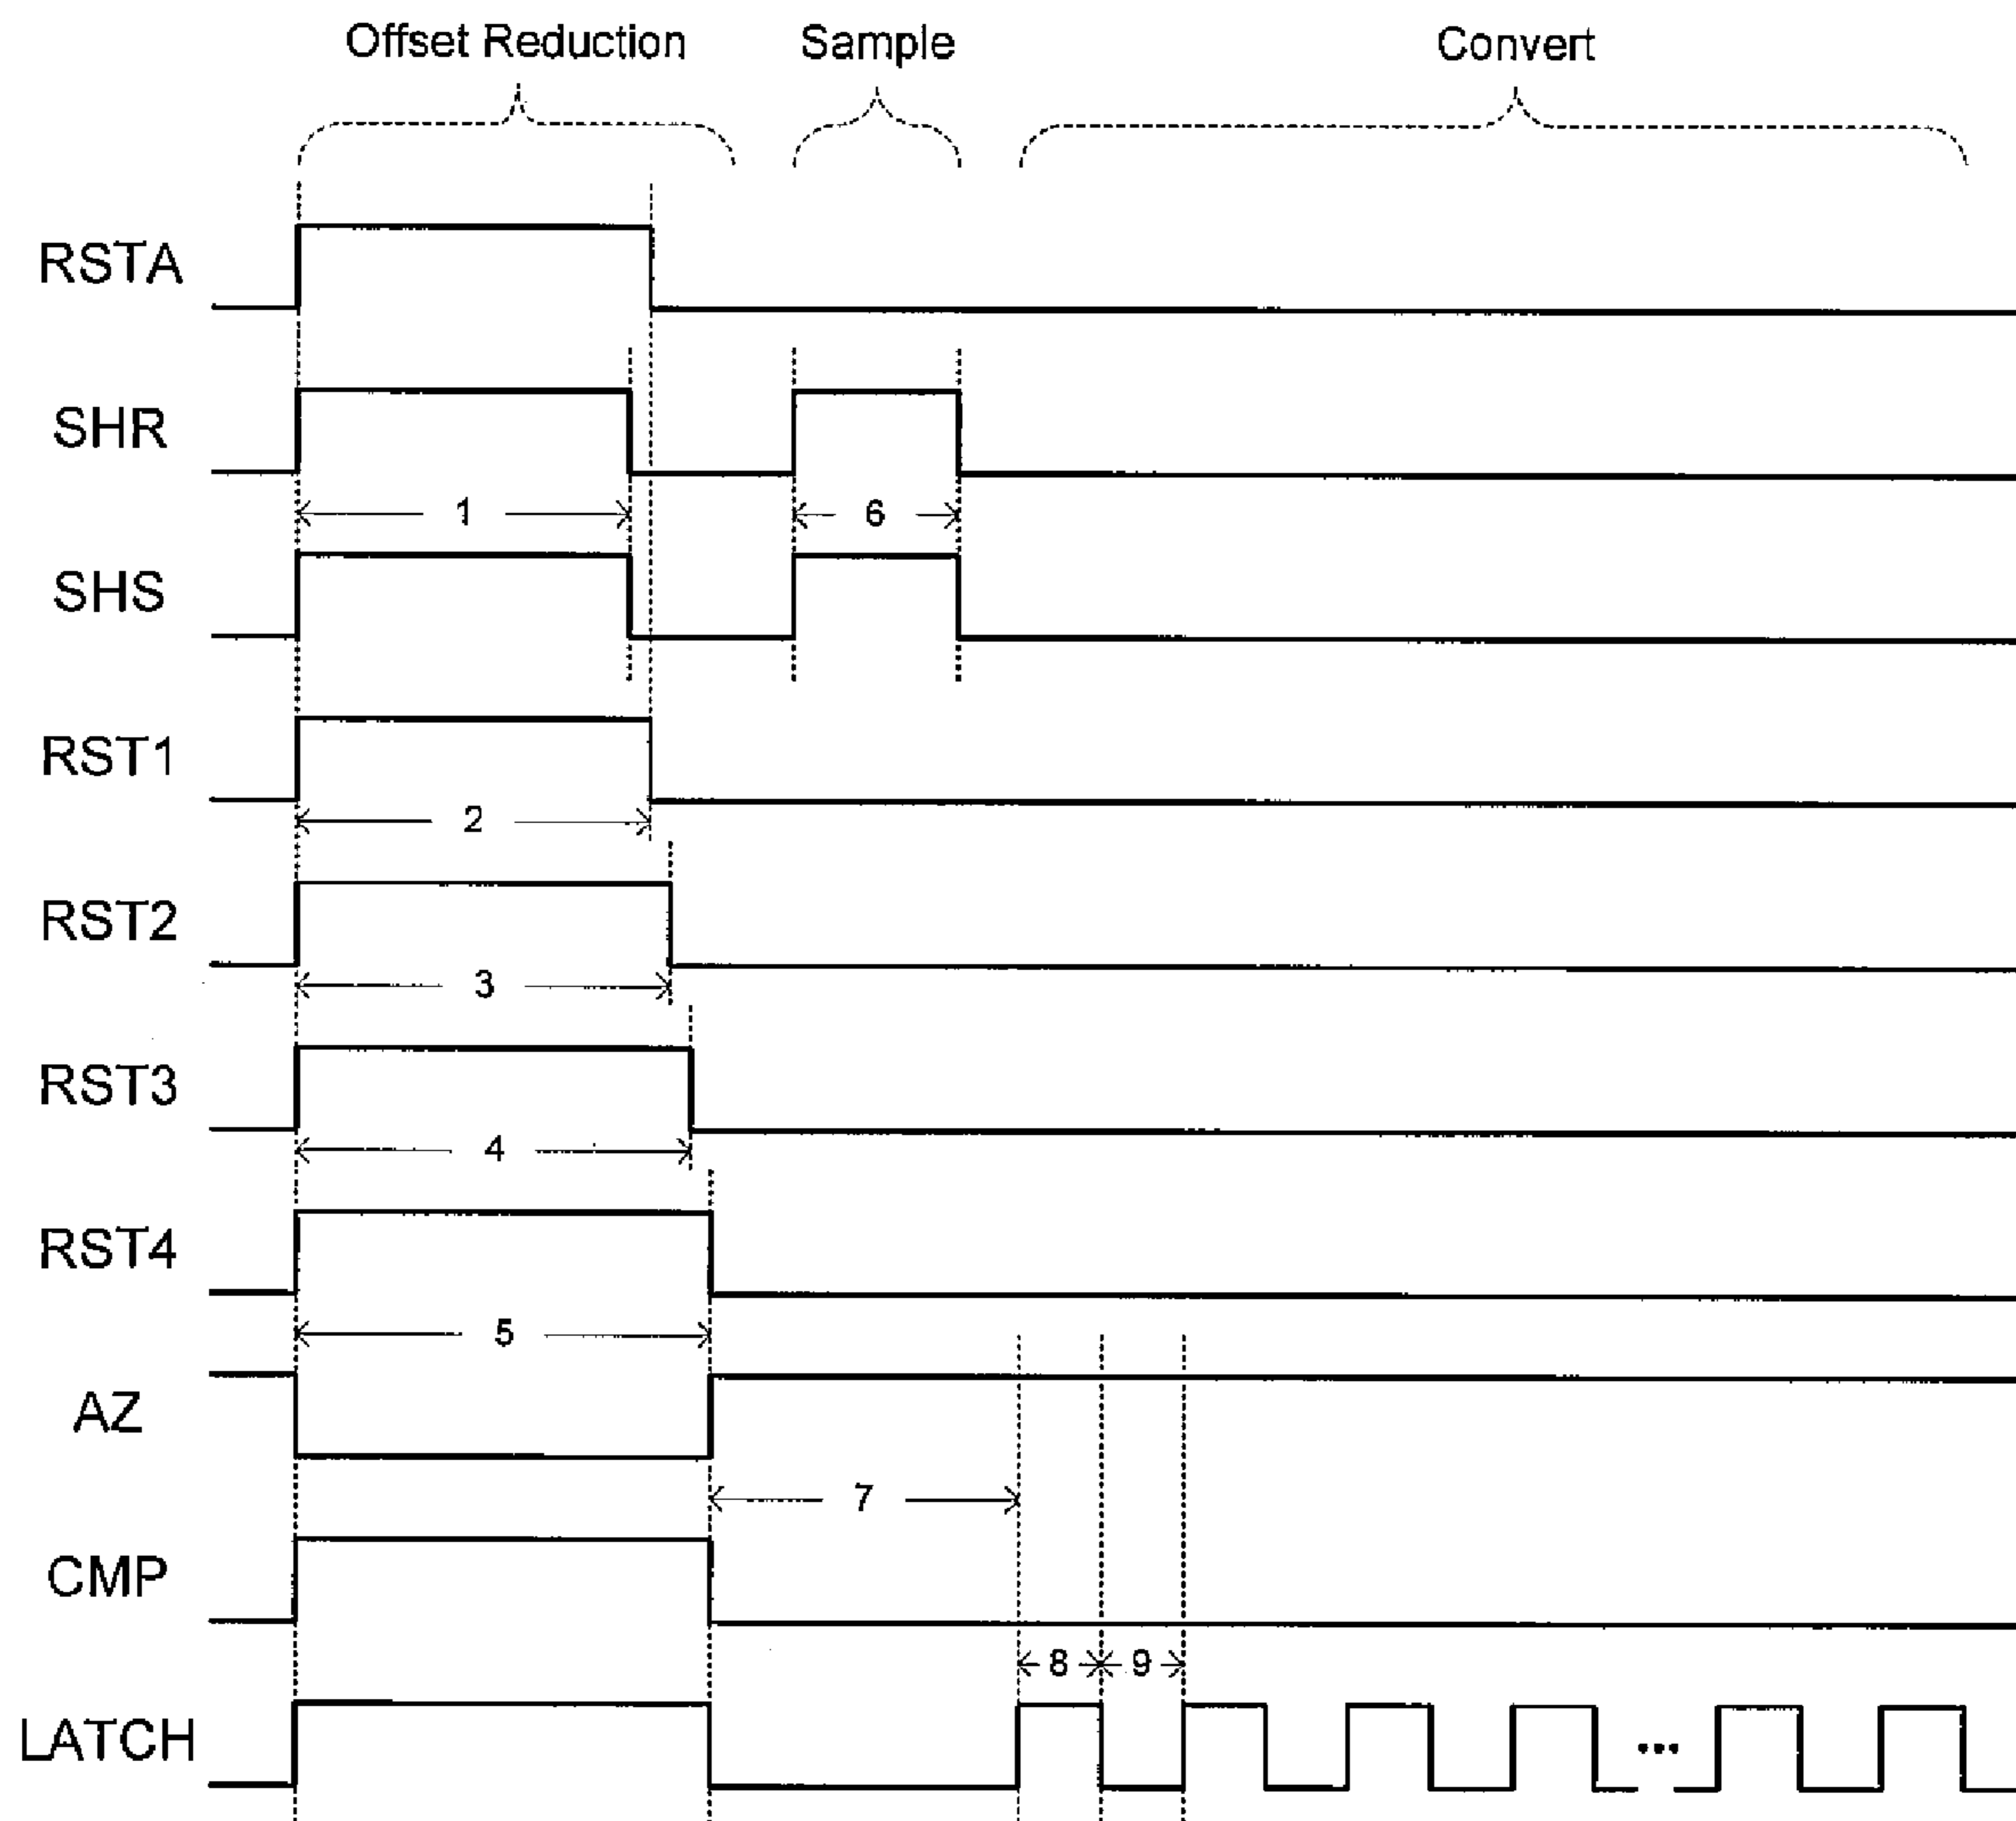 Offset Reduction Sample Convert
RSTA
SHR
1 6
SHS
RST1
2
RST2
3
RST3
4
RST4
5
AZ
7
CMP
8 9
LATCH ...